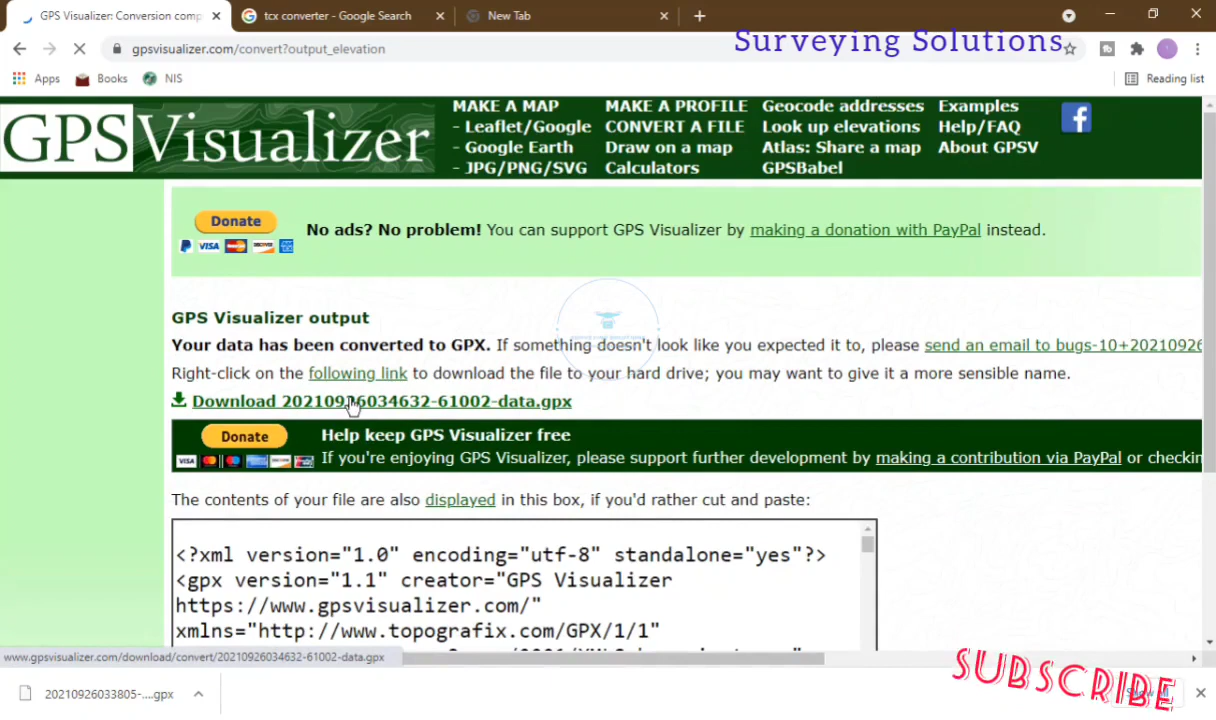 GPS Visualizer: Conversion comp
tcx converter - Google Search
New Tab
gpsvisualizer.com/convert?output_elevation
Surveying Solutions
Apps
Books
NIS
Reading list
GPSVisualizer
MAKE A MAP
- Leaflet/Google
- Google Earth
- JPG/PNG/SVG
MAKE A PROFILE
CONVERT A FILE
Draw on a map
Calculators
Geocode addresses
Look up elevations
Atlas: Share a map
GPSBabel
Examples
Help/FAQ
About GPSV
Donate
VISA
No ads? No problem! You can support GPS Visualizer by making a donation with PayPal instead.
GPS Visualizer output
Your data has been converted to GPX. If something doesn't look like you expected it to, please send an email to bugs-10+20210926
Right-click on the following link to download the file to your hard drive; you may want to give it a more sensible name.
Download 20210926034632-61002-data.gpx
Donate
VISA
Help keep GPS Visualizer free
If you're enjoying GPS Visualizer, please support further development by making a contribution via PayPal or checkin
The contents of your file are also displayed in this box, if you'd rather cut and paste:
<?xml version="1.0" encoding="utf-8" standalone="yes"?>
<gpx version="1.1" creator="GPS Visualizer
https://www.gpsvisualizer.com/"
xmlns="http://www.topografix.com/GPX/1/1"
www.gpsvisualizer.com/download/convert/20210926034632-61002-data.gpx
20210926033805-....gpx
Show all
SUBSCRIBE